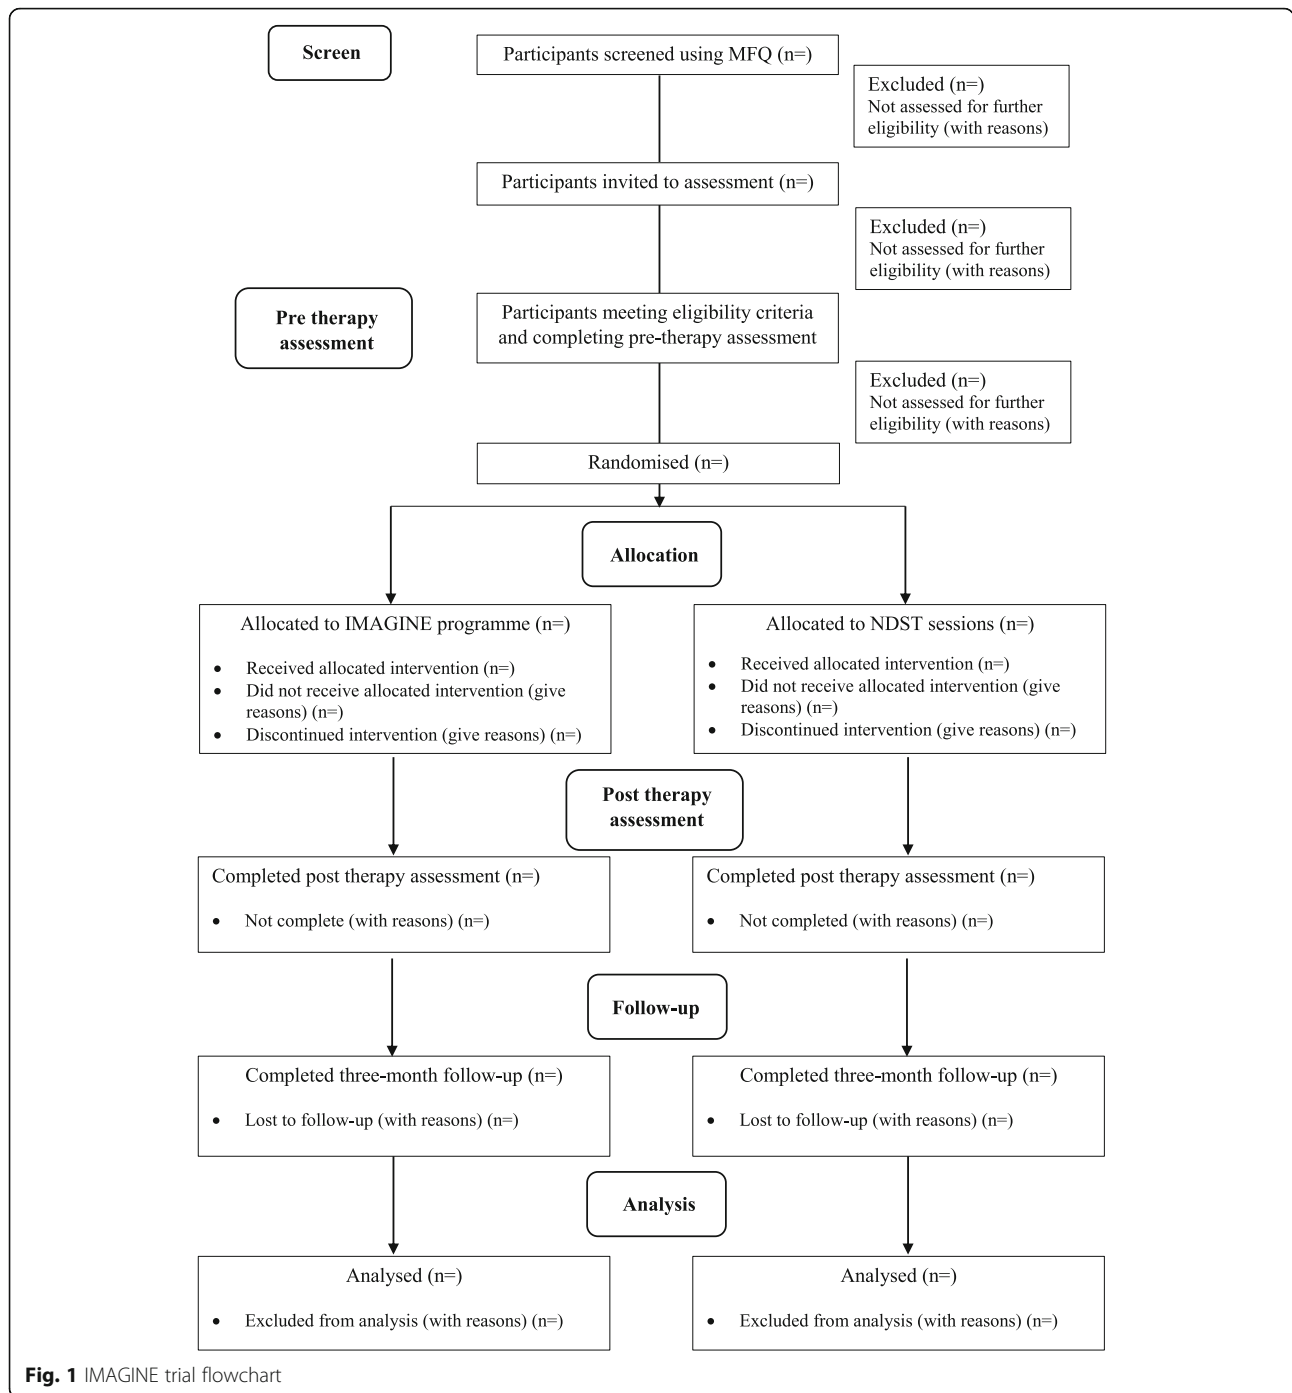 Screen
Participants screened using MFQ (n=)
Excluded (n=)
Not assessed for further
eligibility (with reasons)
Participants invited to assessment (n=)
Excluded (n=)
Not assessed for further
eligibility (with reasons)
Pre therapy
assessment
Participants meeting eligibility criteria
and completing pre-therapy assessment
Excluded (n=)
Not assessed for further
eligibility (with reasons)
Randomised (n=)
Allocation
Allocated to IMAGINE programme (n=)
• Received allocated intervention (n=)
• Did not receive allocated intervention (give
reasons) (n=)
• Discontinued intervention (give reasons) (n=)
Allocated to NDST sessions (n=)
• Received allocated intervention (n=)
• Did not receive allocated intervention (give
reasons) (n=)
• Discontinued intervention (give reasons) (n=)
Post therapy
assessment
Completed post therapy assessment (n=)
• Not complete (with reasons) (n=)
Completed post therapy assessment (n=)
• Not completed (with reasons) (n=)
Follow-up
Completed three-month follow-up (n=)
• Lost to follow-up (with reasons) (n=)
Completed three-month follow-up (n=)
• Lost to follow-up (with reasons) (n=)
Analysis
Analysed (n=)
• Excluded from analysis (with reasons) (n=)
Analysed (n=)
• Excluded from analysis (with reasons) (n=)
Fig. 1 IMAGINE trial flowchart